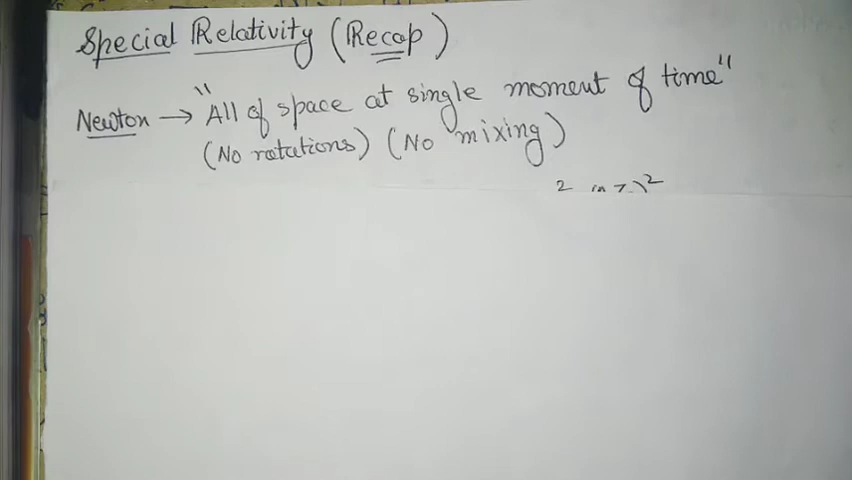 Special Relativity (Recap)
Newton → "All of space at single moment of time"
(No rotations) (No mixing)